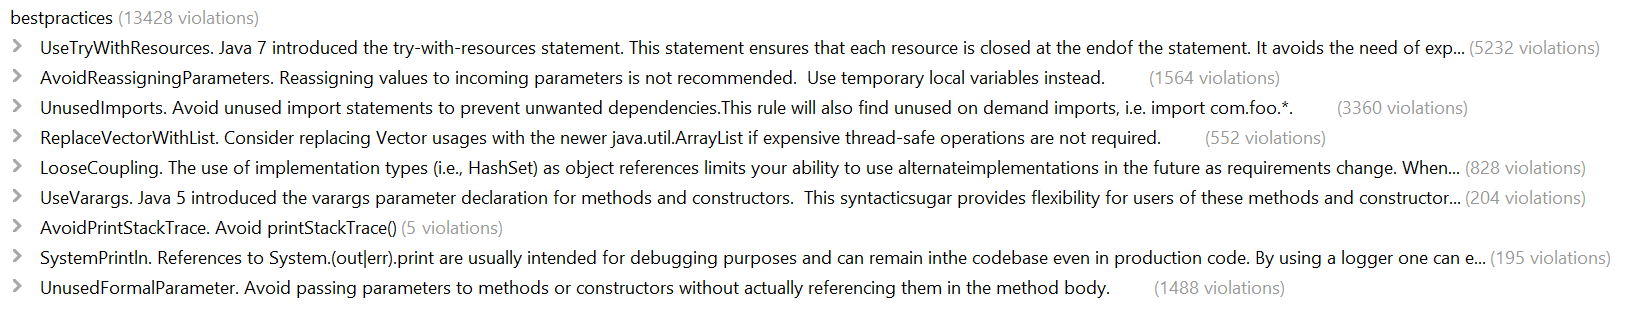 bestpractices (13428 violations)
UseTryWithResources. Java 7 introduced the try-with-resources statement. This statement ensures that each resource is closed at the endof the statement. It avoids the need of exp... (5232 violations)
AvoidReassigningParameters. Reassigning values to incoming parameters is not recommended.  Use temporary local variables instead. (1564 violations)
UnusedImports. Avoid unused import statements to prevent unwanted dependencies.This rule will also find unused on demand imports, i.e. import com.foo.*. (3360 violations)
ReplaceVectorWithList. Consider replacing Vector usages with the newer java.util.ArrayList if expensive thread-safe operations are not required. (552 violations)
LooseCoupling. The use of implementation types (i.e., HashSet) as object references limits your ability to use alternateimplementations in the future as requirements change. When... (828 violations)
UseVarargs. Java 5 introduced the varargs parameter declaration for methods and constructors.  This syntacticsugar provides flexibility for users of these methods and constructor... (204 violations)
AvoidPrintStackTrace. Avoid printStackTrace() (5 violations)
SystemPrintln. References to System.(out|err).print are usually intended for debugging purposes and can remain inthe codebase even in production code. By using a logger one can e... (195 violations)
UnusedFormalParameter. Avoid passing parameters to methods or constructors without actually referencing them in the method body. (1488 violations)